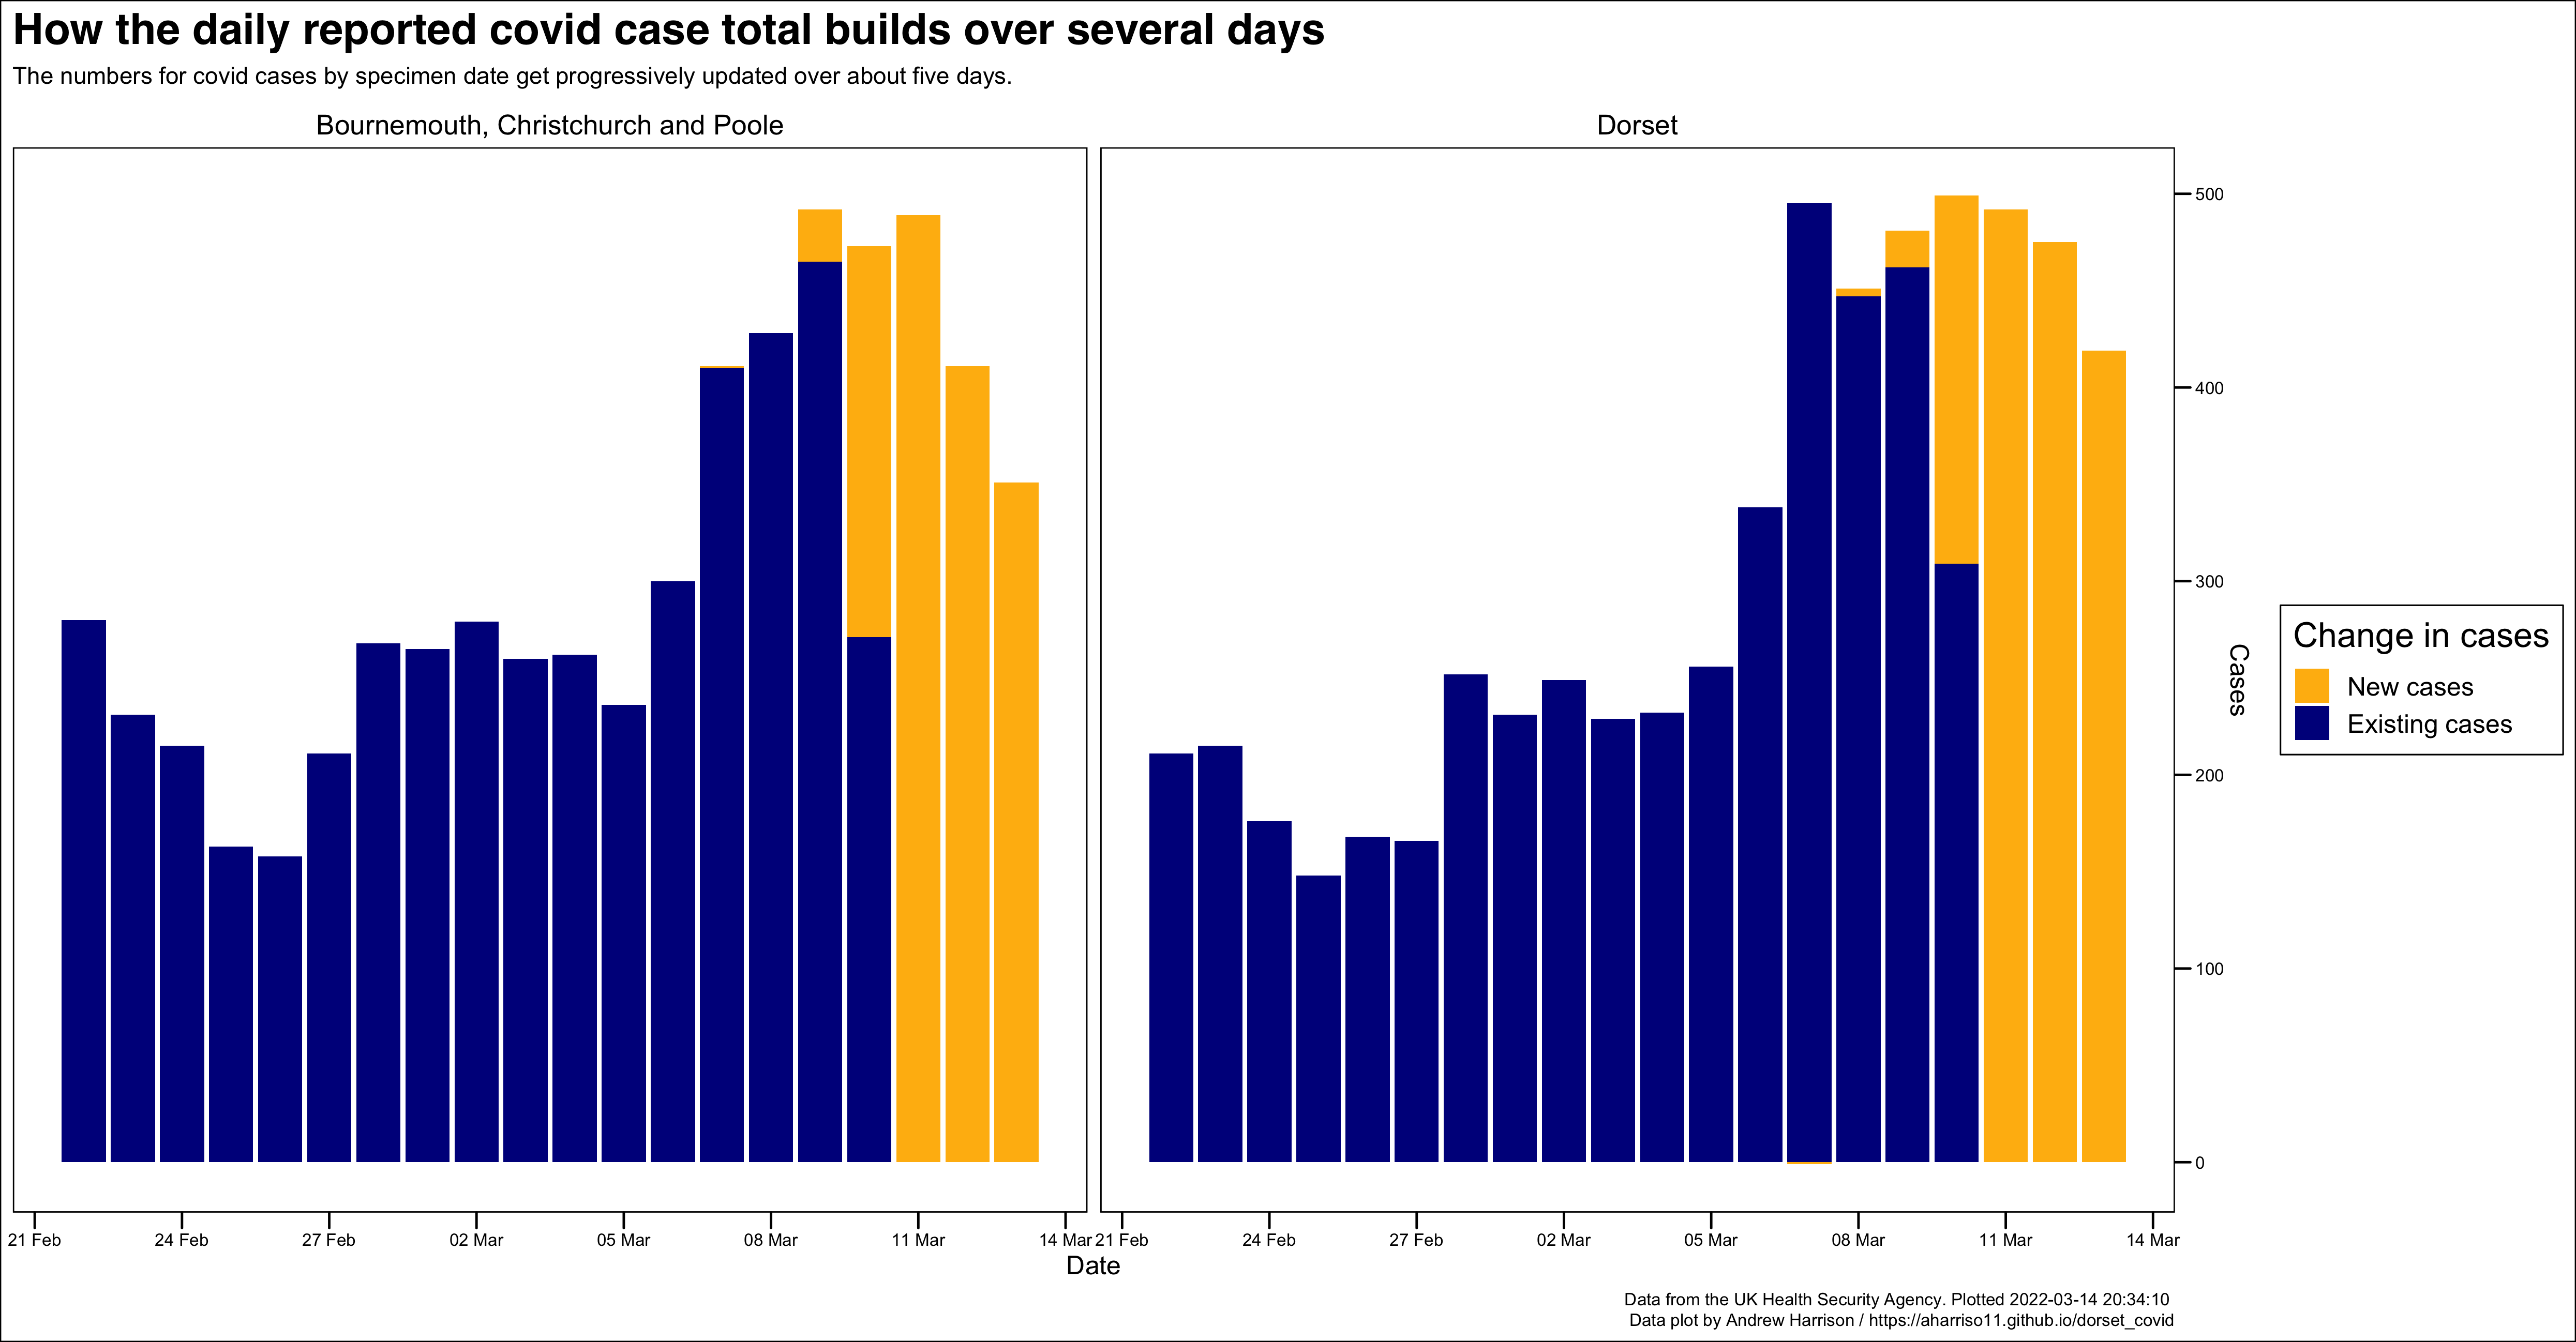 How the daily reported covid case total builds over several days
The numbers for covid cases by specimen date get progressively updated over about five days.
Bournemouth, Christchurch and Poole
Dorset
500
400
300
200
100
0
Cases
Change in cases
New cases
Existing cases
21 Feb
24 Feb
27 Feb
02 Mar
05 Mar
08 Mar
11 Mar
14 Mar
21 Feb
24 Feb
27 Feb
02 Mar
05 Mar
08 Mar
11 Mar
14 Mar
Date
Data from the UK Health Security Agency. Plotted 2022-03-14 20:34:10
Data plot by Andrew Harrison / https://aharriso11.github.io/dorset_covid